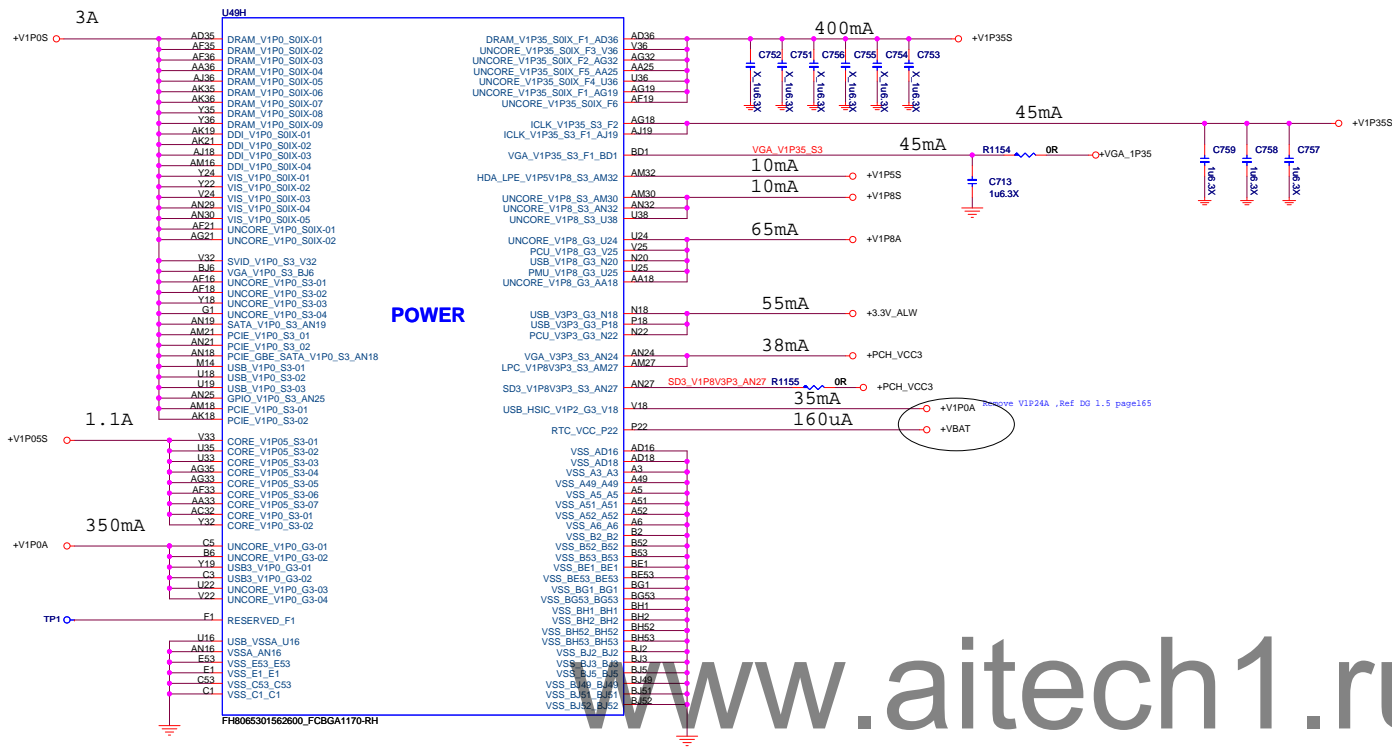 U49H
3A
+V1P0S
AD35 DRAM_V1P0_S0IX-01
AF35 DRAM_V1P0_S0IX-02
AF36 DRAM_V1P0_S0IX-03
AA36 DRAM_V1P0_S0IX-04
AJ36 DRAM_V1P0_S0IX-05
AK35 DRAM_V1P0_S0IX-06
AK36 DRAM_V1P0_S0IX-07
Y35 DRAM_V1P0_S0IX-08
Y36 DRAM_V1P0_S0IX-09
AK19 DDI_V1P0_S0IX-01
AK21 DDI_V1P0_S0IX-02
AJ18 DDI_V1P0_S0IX-03
AM16 DDI_V1P0_S0IX-04
Y24 VIS_V1P0_S0IX-01
Y22 VIS_V1P0_S0IX-02
V24 VIS_V1P0_S0IX-03
AN29 VIS_V1P0_S0IX-04
AN30 VIS_V1P0_S0IX-05
AF21 UNCORE_V1P0_S0IX-01
AG21 UNCORE_V1P0_S0IX-02
V32 SVID_V1P0_S3_V32
BJ6 VGA_V1P0_S3_BJ6
AF16 UNCORE_V1P0_S3-01
AF18 UNCORE_V1P0_S3-02
Y18 UNCORE_V1P0_S3-03
G1 UNCORE_V1P0_S3-04
AN19 SATA_V1P0_S3_AN19
AM21 PCIE_V1P0_S3-01
AN21 PCIE_V1P0_S3_02
AN18 PCIE_GBE_SATA_V1P0_S3_AN18
M14 USB_V1P0_S3-01
U18 USB_V1P0_S3-02
U19 USB_V1P0_S3-03
AN25 GPIO_V1P0_S3_AN25
AM18 PCIE_V1P0_S3-01
AK18 PCIE_V1P0_S3-02
1.1A
+V1P05S
V33 CORE_V1P05_S3-01
U35 CORE_V1P05_S3-02
U33 CORE_V1P05_S3-03
AG35 CORE_V1P05_S3-04
AG33 CORE_V1P05_S3-05
AF33 CORE_V1P05_S3-06
AA33 CORE_V1P05_S3-07
AC32 CORE_V1P0_S3-01
Y32 CORE_V1P0_S3-02
350mA
+V1P0A
C5 UNCORE_V1P0_G3-01
B6 UNCORE_V1P0_G3-02
Y19 USB3_V1P0_G3-01
C3 USB3_V1P0_G3-02
U22 UNCORE_V1P0_G3-03
V22 UNCORE_V1P0_G3-04
TP1 F1 RESERVED_F1
U16 USB_VSSA_U16
AN16 VSSA_AN16
E53 VSS_E53_E53
E1 VSS_E1_E1
C53 VSS_C53_C53
C1 VSS_C1_C1
FH8065301562600_FCBGA1170-RH
POWER
DRAM_V1P35_S0IX_F1_AD36 AD36
UNCORE_V1P35_S0IX_F3_V36 V36
UNCORE_V1P35_S0IX_F2_AG32 AG32
UNCORE_V1P35_S0IX_F5_AA25 AA25
UNCORE_V1P35_S0IX_F4_U36 U36
UNCORE_V1P35_S0IX_F1_AG19 AG19
UNCORE_V1P35_S0IX_F6 AF19
400mA
+V1P35S
C752 C751 C756 C755 C754 C753
X_1u6.3X X_1u6.3X X_1u6.3X X_1u6.3X X_1u6.3X X_1u6.3X
ICLK_V1P35_S3_F2 AG18
ICLK_V1P35_S3_F1_AJ19 AJ19
45mA
+V1P35S
C759 C758 C757
1u6.3X 1u6.3X 1u6.3X
VGA_V1P35_S3_F1_BD1 BD1 VGA_V1P35_S3 45mA R1154 0R +VGA_1P35
C713
1u6.3X
HDA_LPE_V1P5V1P8_S3_AM32 AM32 10mA +V1P5S
UNCORE_V1P8_S3_AM30 AM30 10mA +V1P8S
UNCORE_V1P8_S3_AN32 AN32
UNCORE_V1P8_S3_U38 U38
UNCORE_V1P8_G3_U24 U24 65mA +V1P8A
PCU_V1P8_G3_V25 V25
USB_V1P8_G3_N20 N20
PMU_V1P8_G3_U25 U25
UNCORE_V1P8_G3_AA18 AA18
USB_V3P3_G3_N18 N18 55mA +3.3V_ALW
USB_V3P3_G3_P18 P18
PCU_V3P3_G3_N22 N22
VGA_V3P3_S3_AN24 AN24 38mA +PCH_VCC3
LPC_V1P8V3P3_S3_AM27 AM27
SD3_V1P8V3P3_S3_AN27 AN27 SD3_V1P8V3P3_AN27 R1155 0R +PCH_VCC3
USB_HSIC_V1P2_G3_V18 V18 35mA +V1P0A Remove V1P24A ,Ref DG 1.5 page165
RTC_VCC_P22 P22 160uA +VBAT
VSS_AD16 AD16
VSS_AD18 AD18
VSS_A3_A3 A3
VSS_A49_A49 A49
VSS_A5_A5 A5
VSS_A51_A51 A51
VSS_A52_A52 A52
VSS_A6_A6 A6
VSS_B2_B2 B2
VSS_B52_B52 B52
VSS_B53_B53 B53
VSS_BE1_BE1 BE1
VSS_BE53_BE53 BE53
VSS_BG1_BG1 BG1
VSS_BG53_BG53 BG53
VSS_BH1_BH1 BH1
VSS_BH2_BH2 BH2
VSS_BH52_BH52 BH52
VSS_BH53_BH53 BH53
VSS_BJ2_BJ2 BJ2
VSS_BJ3_BJ3 BJ3
VSS_BJ5_BJ5 BJ5
VSS_BJ49_BJ49 BJ49
VSS_BJ51_BJ51 BJ51
VSS_BJ52_BJ52 BJ52
www.aitech1.ru